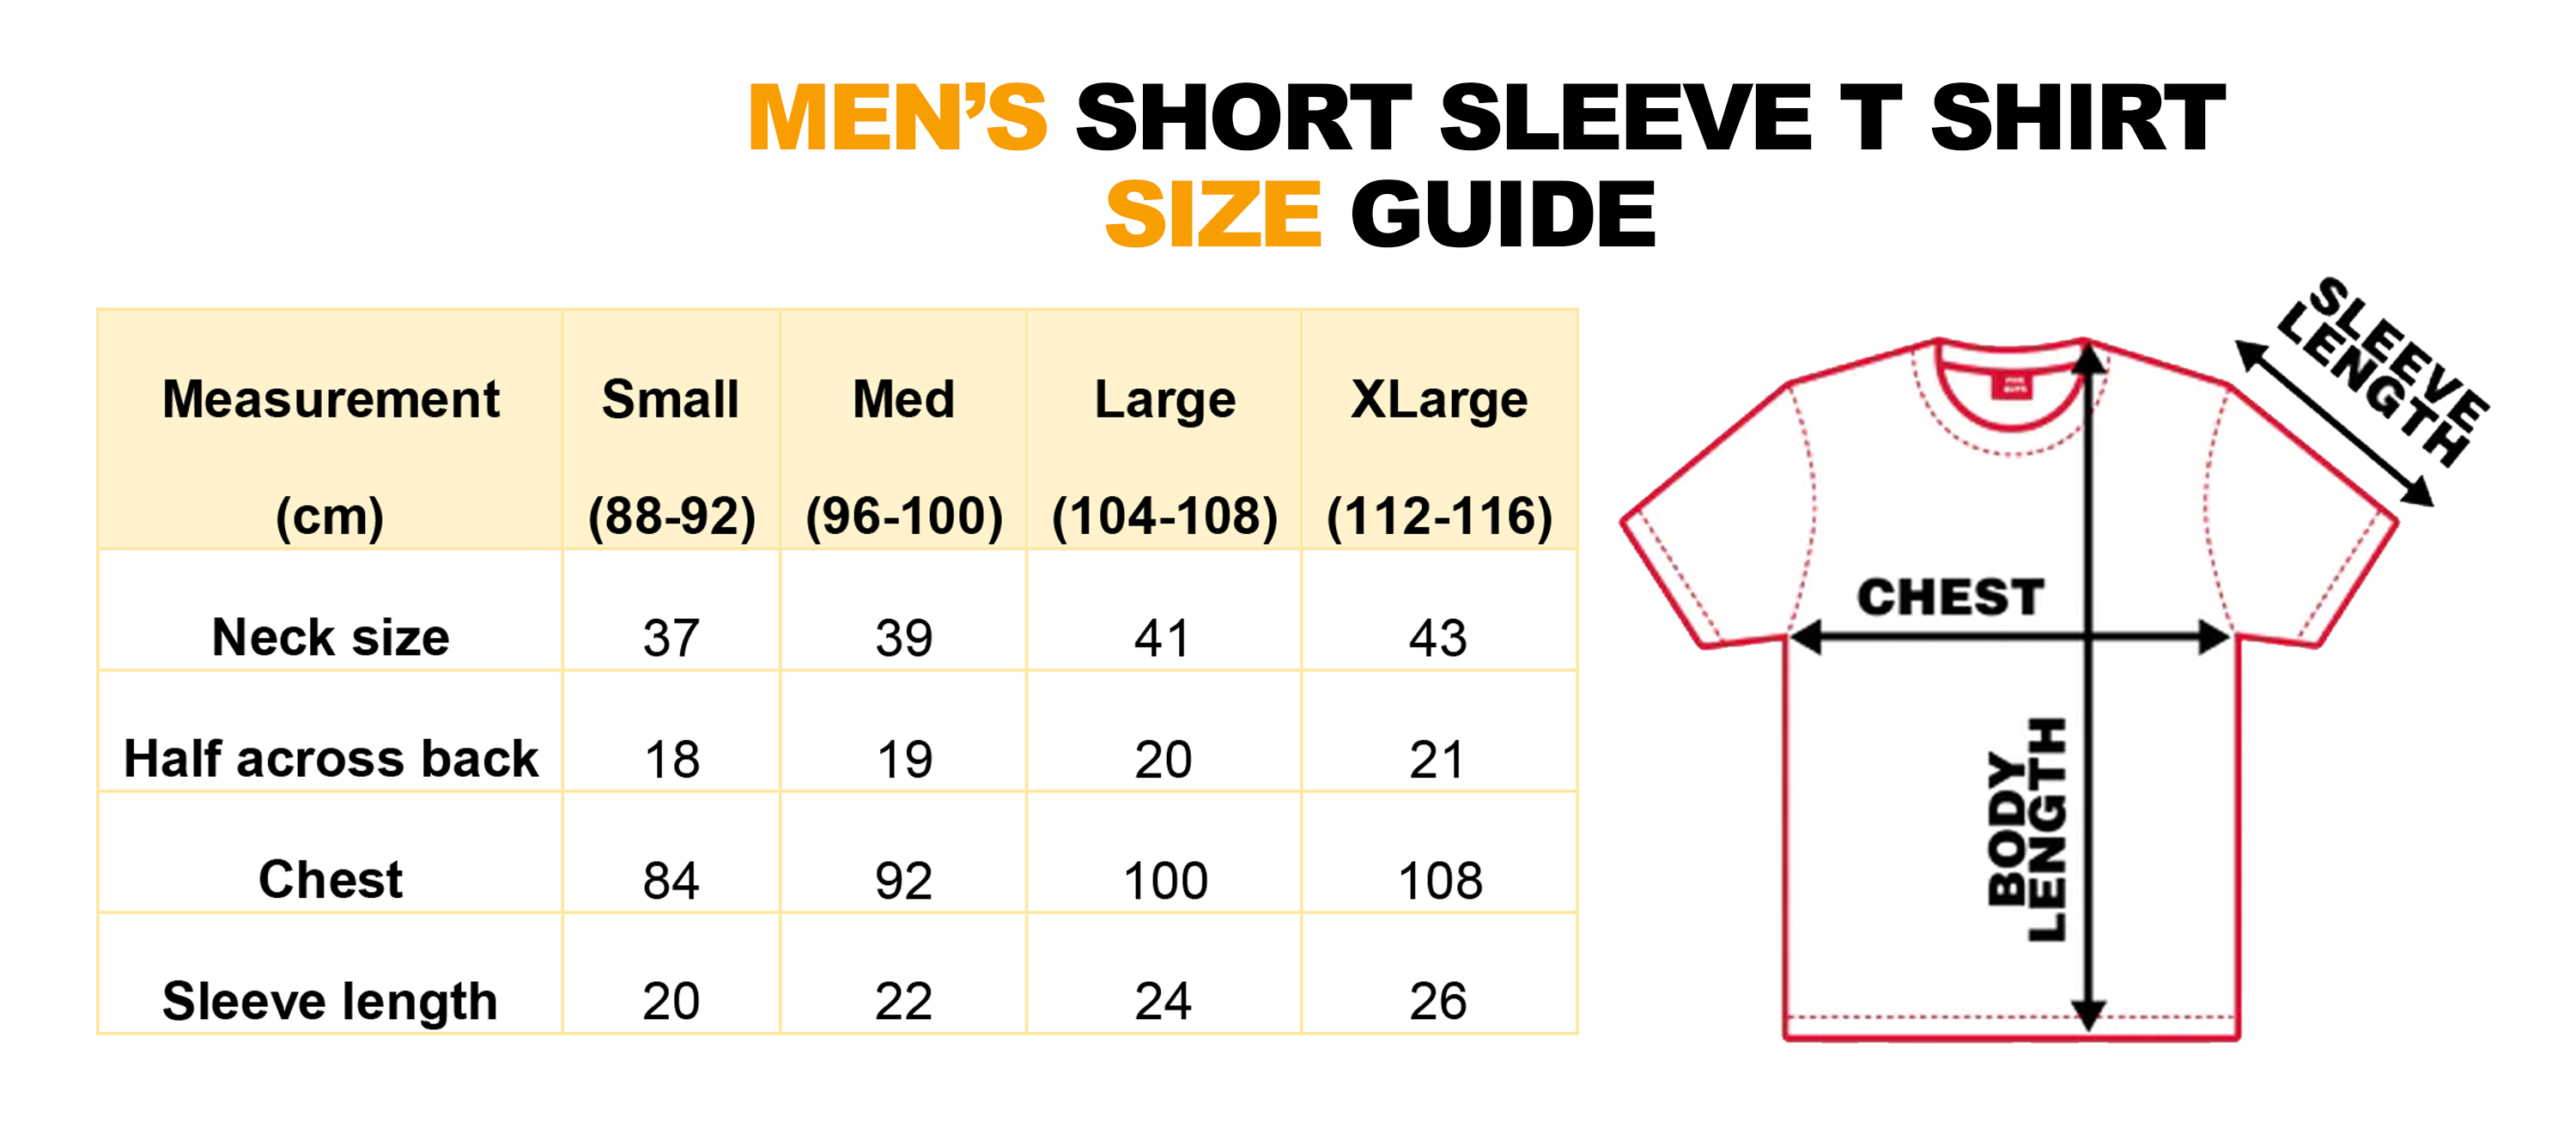 MEN’S SHORT SLEEVE T SHIRT
SIZE GUIDE
Measurement (cm) Small (88-92) Med (96-100) Large (104-108) XLarge (112-116)
Neck size 37 39 41 43
Half across back 18 19 20 21
Chest 84 92 100 108
Sleeve length 20 22 24 26
SLEEVE
LENGTH
CHEST
BODY
LENGTH